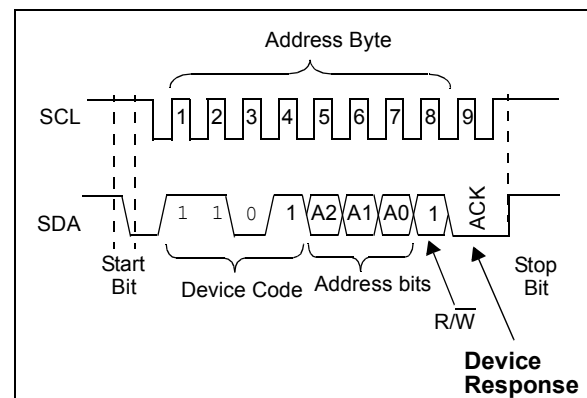 Address Byte
SCL 1 2 3 4 5 6 7 8 9
SDA 1 1 0 1 A2 A1 A0 1 ACK
Start Bit
Device Code
Address bits
R/W̅
Stop Bit
Device Response